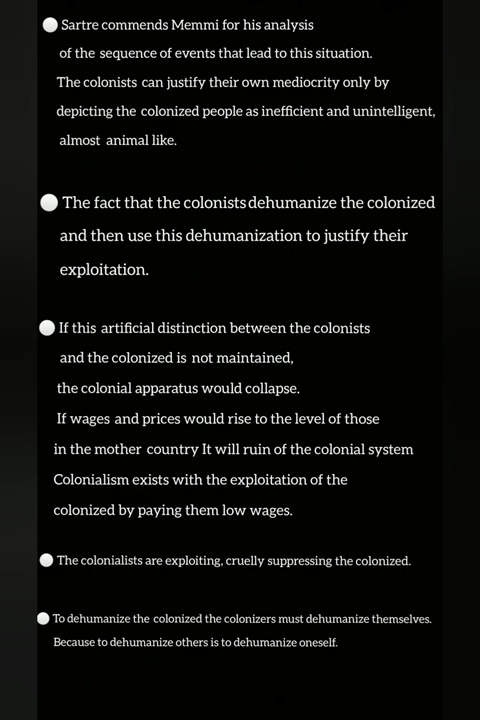 Sartre commends Memmi for his analysis
of the sequence of events that lead to this situation.
The colonists can justify their own mediocrity only by
depicting the colonized people as inefficient and unintelligent,
almost animal like.
The fact that the colonists dehumanize the colonized
and then use this dehumanization to justify their
exploitation.
If this artificial distinction between the colonists
and the colonized is not maintained,
the colonial apparatus would collapse.
If wages and prices would rise to the level of those
in the mother country It will ruin of the colonial system
Colonialism exists with the exploitation of the
colonized by paying them low wages.
The colonialists are exploiting, cruelly suppressing the colonized.
To dehumanize the colonized the colonizers must dehumanize themselves.
Because to dehumanize others is to dehumanize oneself.